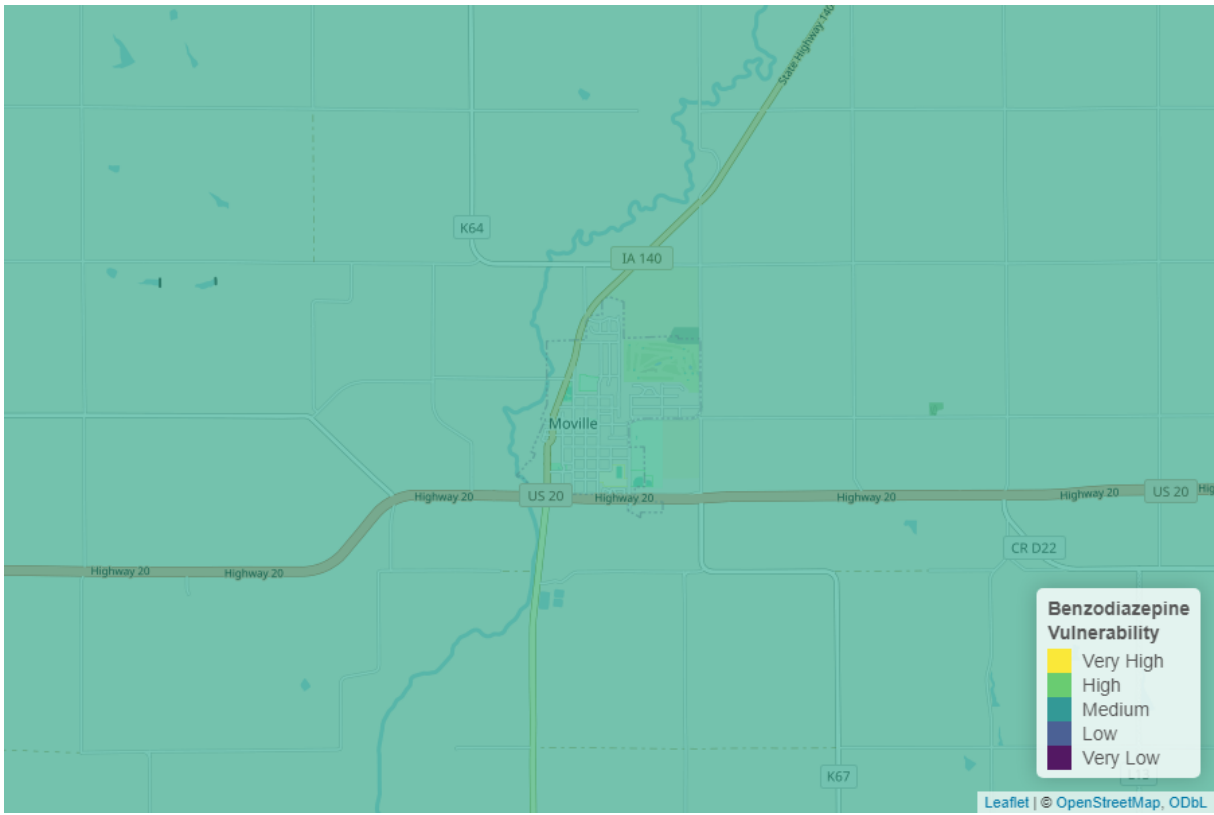 State Highway 140
K64
IA 140
Moville
Highway 20
US 20
Highway 20
Highway 20
Highway 20
US 20
Highway 20
Highway 20
CR D22
K67
Benzodiazepine
Vulnerability
Very High
High
Medium
Low
Very Low
Leaflet | © OpenStreetMap, ODbL